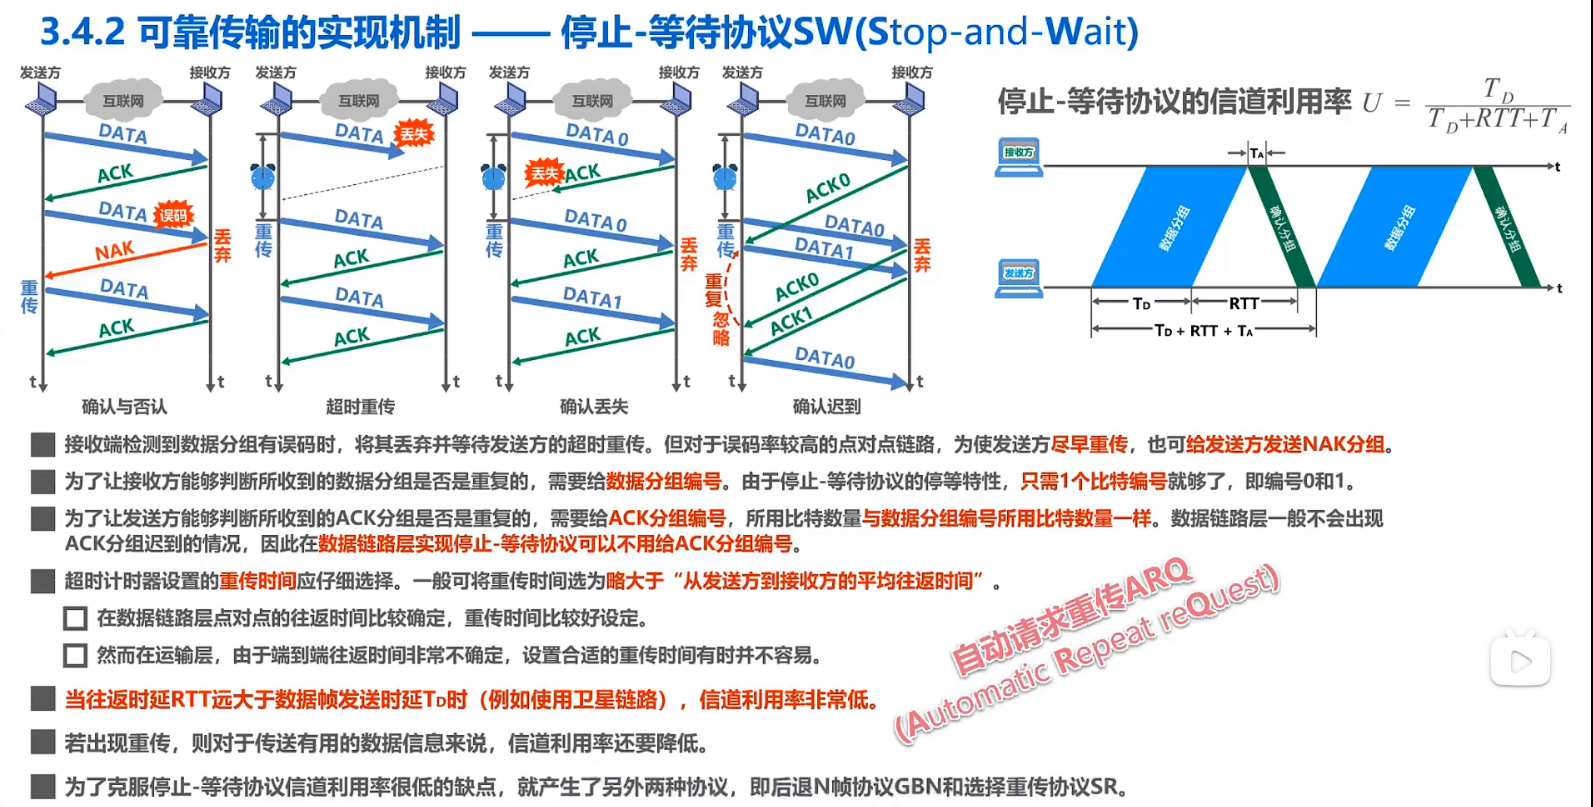 3.4.2 可靠传输的实现机制 —— 停止-等待协议SW(Stop-and-Wait)
发送方 互联网 接收方
DATA
ACK
DATA 误码
NAK
丢弃
重传
DATA
ACK
t t
确认与否认
发送方 互联网 接收方
DATA 丢失
重传
DATA
ACK
DATA
ACK
t t
超时重传
发送方 互联网 接收方
DATA 0
丢失 ACK
重传
DATA 0
丢弃
ACK
DATA1
ACK
t t
确认丢失
发送方 互联网 接收方
DATA0
ACK0
重传
DATA0
DATA1
丢弃
重复忽略
ACK0
ACK1
DATA0
t t
确认迟到
停止-等待协议的信道利用率 U = T_D / (T_D+RTT+T_A)
接收方
TA
t
数据分组
确认分组
数据分组
确认分组
发送方
t
TD RTT
TD + RTT + TA
接收端检测到数据分组有误码时，将其丢弃并等待发送方的超时重传。但对于误码率较高的点对点链路，为使发送方尽早重传，也可给发送方发送NAK分组。
为了让接收方能够判断所收到的数据分组是否是重复的，需要给数据分组编号。由于停止-等待协议的停等特性，只需1个比特编号就够了，即编号0和1。
为了让发送方能够判断所收到的ACK分组是否是重复的，需要给ACK分组编号，所用比特数量与数据分组编号所用比特数量一样。数据链路层一般不会出现
ACK分组迟到的情况，因此在数据链路层实现停止-等待协议可以不用给ACK分组编号。
超时计时器设置的重传时间应仔细选择。一般可将重传时间选为略大于“从发送方到接收方的平均往返时间”。
在数据链路层点对点的往返时间比较确定，重传时间比较好设定。
然而在运输层，由于端到端往返时间非常不确定，设置合适的重传时间有时并不容易。
自动请求重传ARQ
(Automatic Repeat reQuest)
当往返时延RTT远大于数据帧发送时延TD时（例如使用卫星链路），信道利用率非常低。
若出现重传，则对于传送有用的数据信息来说，信道利用率还要降低。
为了克服停止-等待协议信道利用率很低的缺点，就产生了另外两种协议，即后退N帧协议GBN和选择重传协议SR。